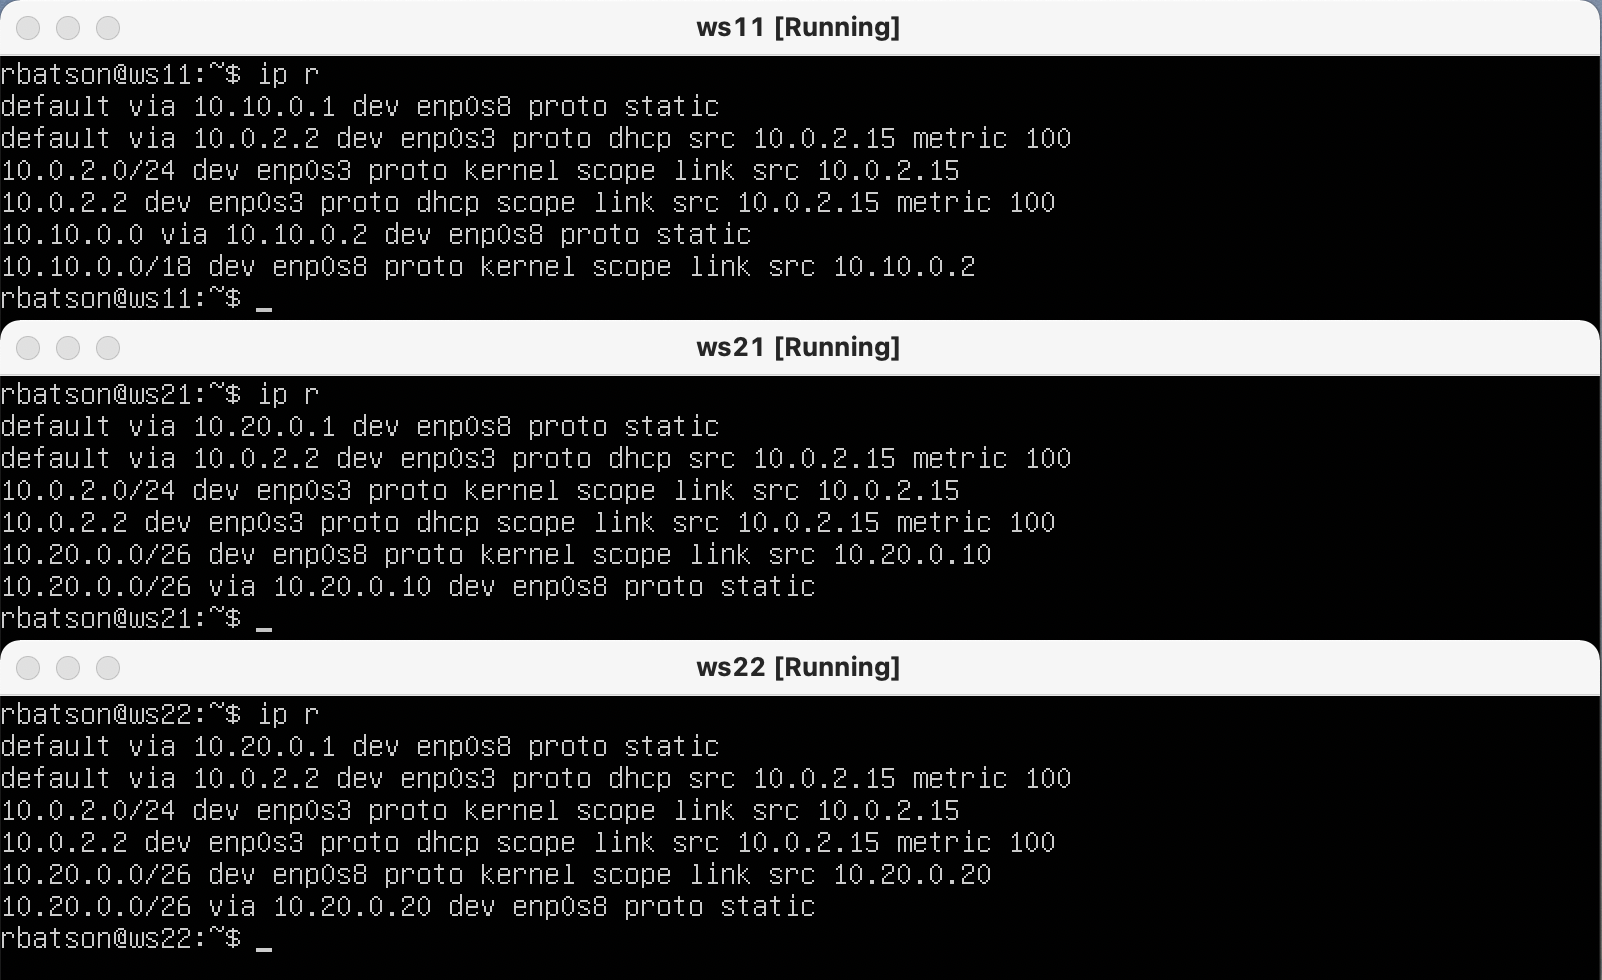 ws11 [Running]
rbatson@ws11:~$ ip r
default via 10.10.0.1 dev enp0s8 proto static
default via 10.0.2.2 dev enp0s3 proto dhcp src 10.0.2.15 metric 100
10.0.2.0/24 dev enp0s3 proto kernel scope link src 10.0.2.15
10.0.2.2 dev enp0s3 proto dhcp scope link src 10.0.2.15 metric 100
10.10.0.0 via 10.10.0.2 dev enp0s8 proto static
10.10.0.0/18 dev enp0s8 proto kernel scope link src 10.10.0.2
rbatson@ws11:~$ _
ws21 [Running]
rbatson@ws21:~$ ip r
default via 10.20.0.1 dev enp0s8 proto static
default via 10.0.2.2 dev enp0s3 proto dhcp src 10.0.2.15 metric 100
10.0.2.0/24 dev enp0s3 proto kernel scope link src 10.0.2.15
10.0.2.2 dev enp0s3 proto dhcp scope link src 10.0.2.15 metric 100
10.20.0.0/26 dev enp0s8 proto kernel scope link src 10.20.0.10
10.20.0.0/26 via 10.20.0.10 dev enp0s8 proto static
rbatson@ws21:~$ _
ws22 [Running]
rbatson@ws22:~$ ip r
default via 10.20.0.1 dev enp0s8 proto static
default via 10.0.2.2 dev enp0s3 proto dhcp src 10.0.2.15 metric 100
10.0.2.0/24 dev enp0s3 proto kernel scope link src 10.0.2.15
10.0.2.2 dev enp0s3 proto dhcp scope link src 10.0.2.15 metric 100
10.20.0.0/26 dev enp0s8 proto kernel scope link src 10.20.0.20
10.20.0.0/26 via 10.20.0.20 dev enp0s8 proto static
rbatson@ws22:~$ _